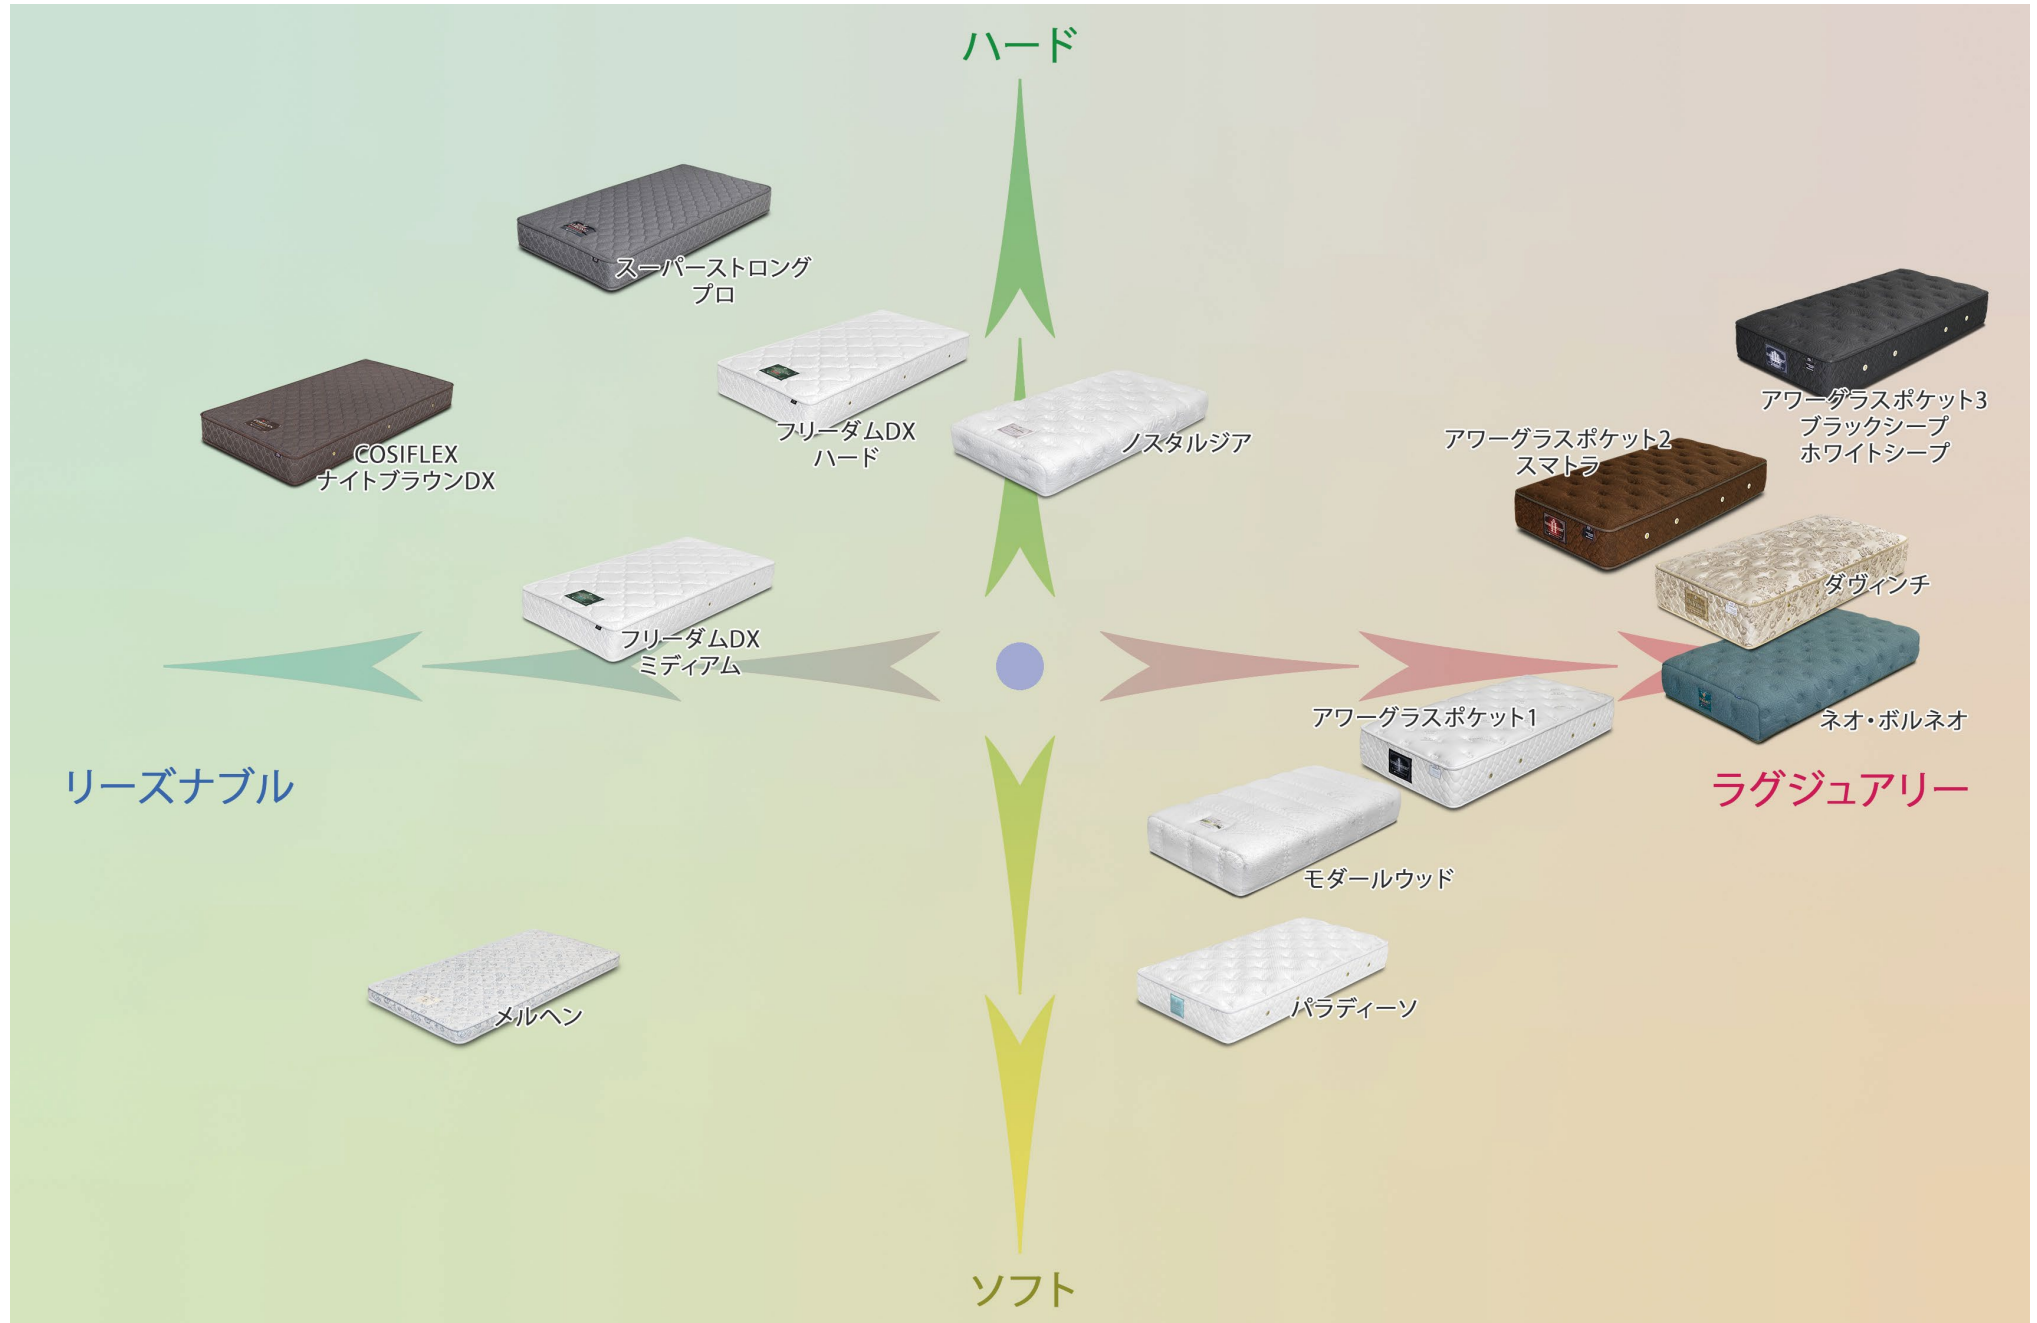 ハード
スーパーストロング
プロ
アワーグラスポケット3
ブラックシープ
ホワイトシープ
フリーダムDX
ハード
ノスタルジア
アワーグラスポケット2
スマトラ
COSIFLEX
ナイトブラウンDX
ダヴィンチ
フリーダムDX
ミディアム
アワーグラスポケット1
ネオ・ボルネオ
リーズナブル
ラグジュアリー
モダールウッド
メルヘン
パラディーソ
ソフト